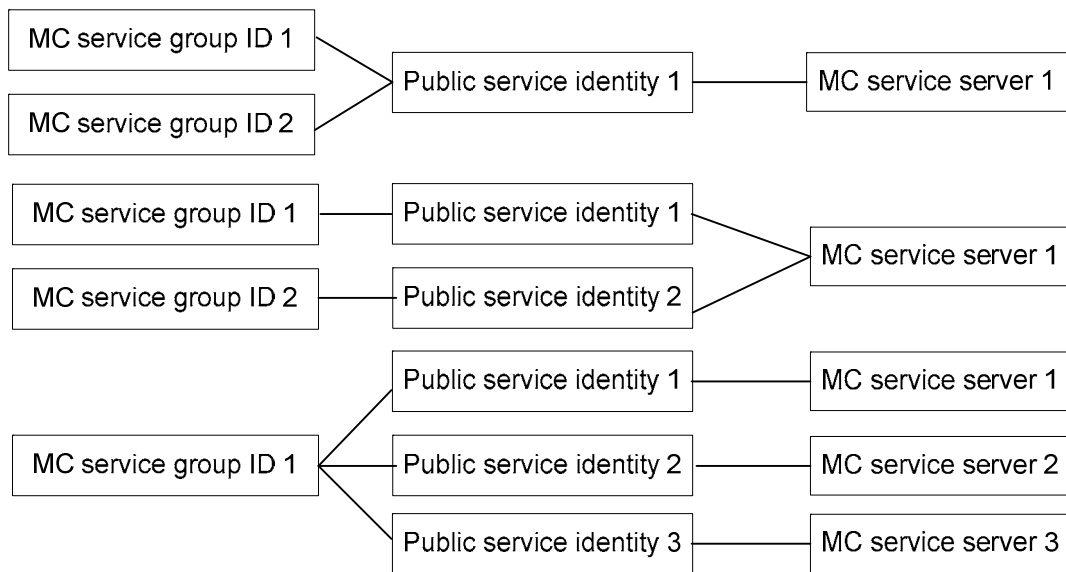 MC service group ID 1
Public service identity 1
MC service server 1
MC service group ID 2
MC service group ID 1
Public service identity 1
MC service server 1
MC service group ID 2
Public service identity 2
Public service identity 1
MC service server 1
MC service group ID 1
Public service identity 2
MC service server 2
Public service identity 3
MC service server 3